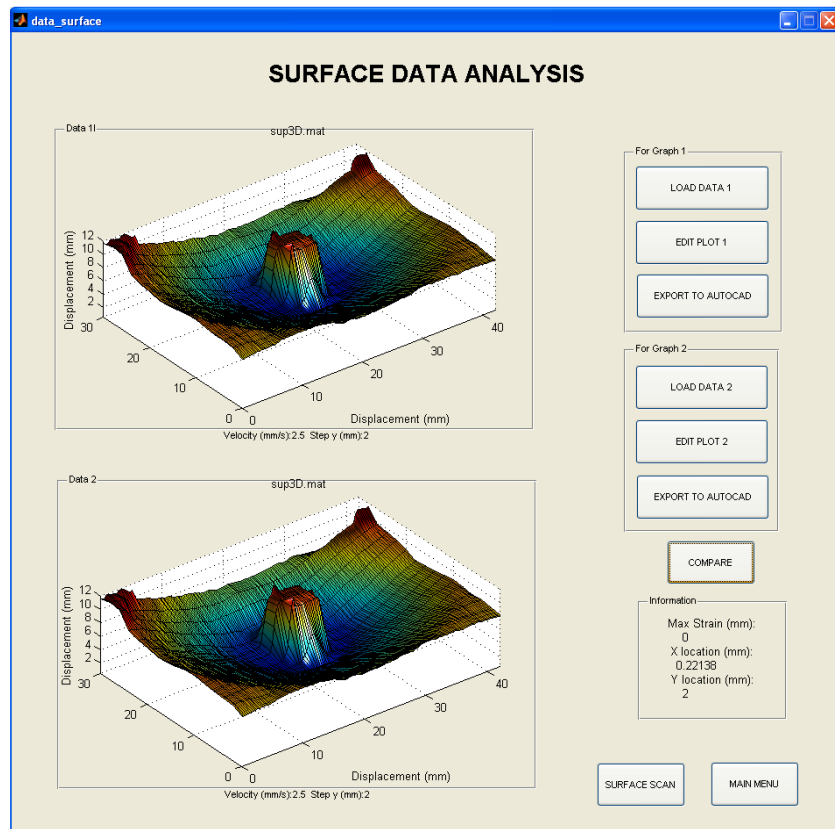 data_surface
SURFACE DATA ANALYSIS
Data 1l
sup3D.mat
Displacement (mm)
12
10
8
6
4
2
30
20
10
0
0
10
20
30
40
Displacement (mm)
Velocity (mm/s):2.5 Step y (mm):2
For Graph 1
LOAD DATA 1
EDIT PLOT 1
EXPORT TO AUTOCAD
Data 2
sup3D.mat
Displacement (mm)
12
10
8
6
4
2
30
20
10
0
0
10
20
30
40
Displacement (mm)
Velocity (mm/s):2.5 Step y (mm):2
For Graph 2
LOAD DATA 2
EDIT PLOT 2
EXPORT TO AUTOCAD
COMPARE
Information
Max Strain (mm):
0
X location (mm):
0.22138
Y location (mm):
2
SURFACE SCAN
MAIN MENU